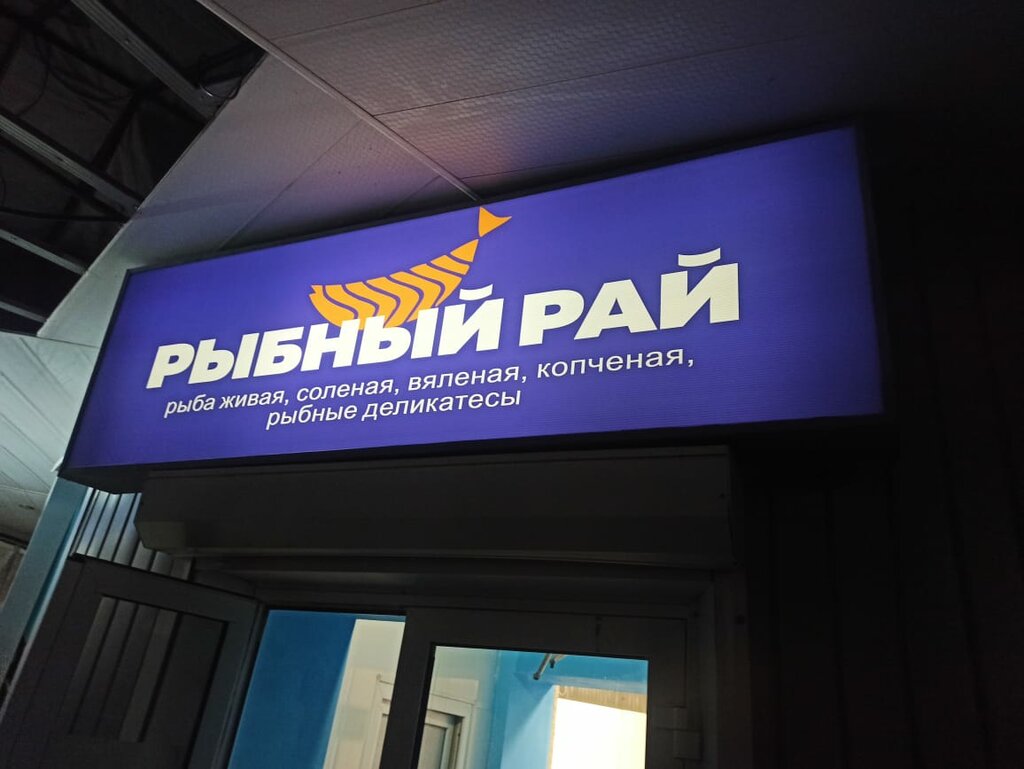 РЫБНЫЙ РАЙ
рыба живая, соленая, вяленая, копченая,
рыбные деликатесы